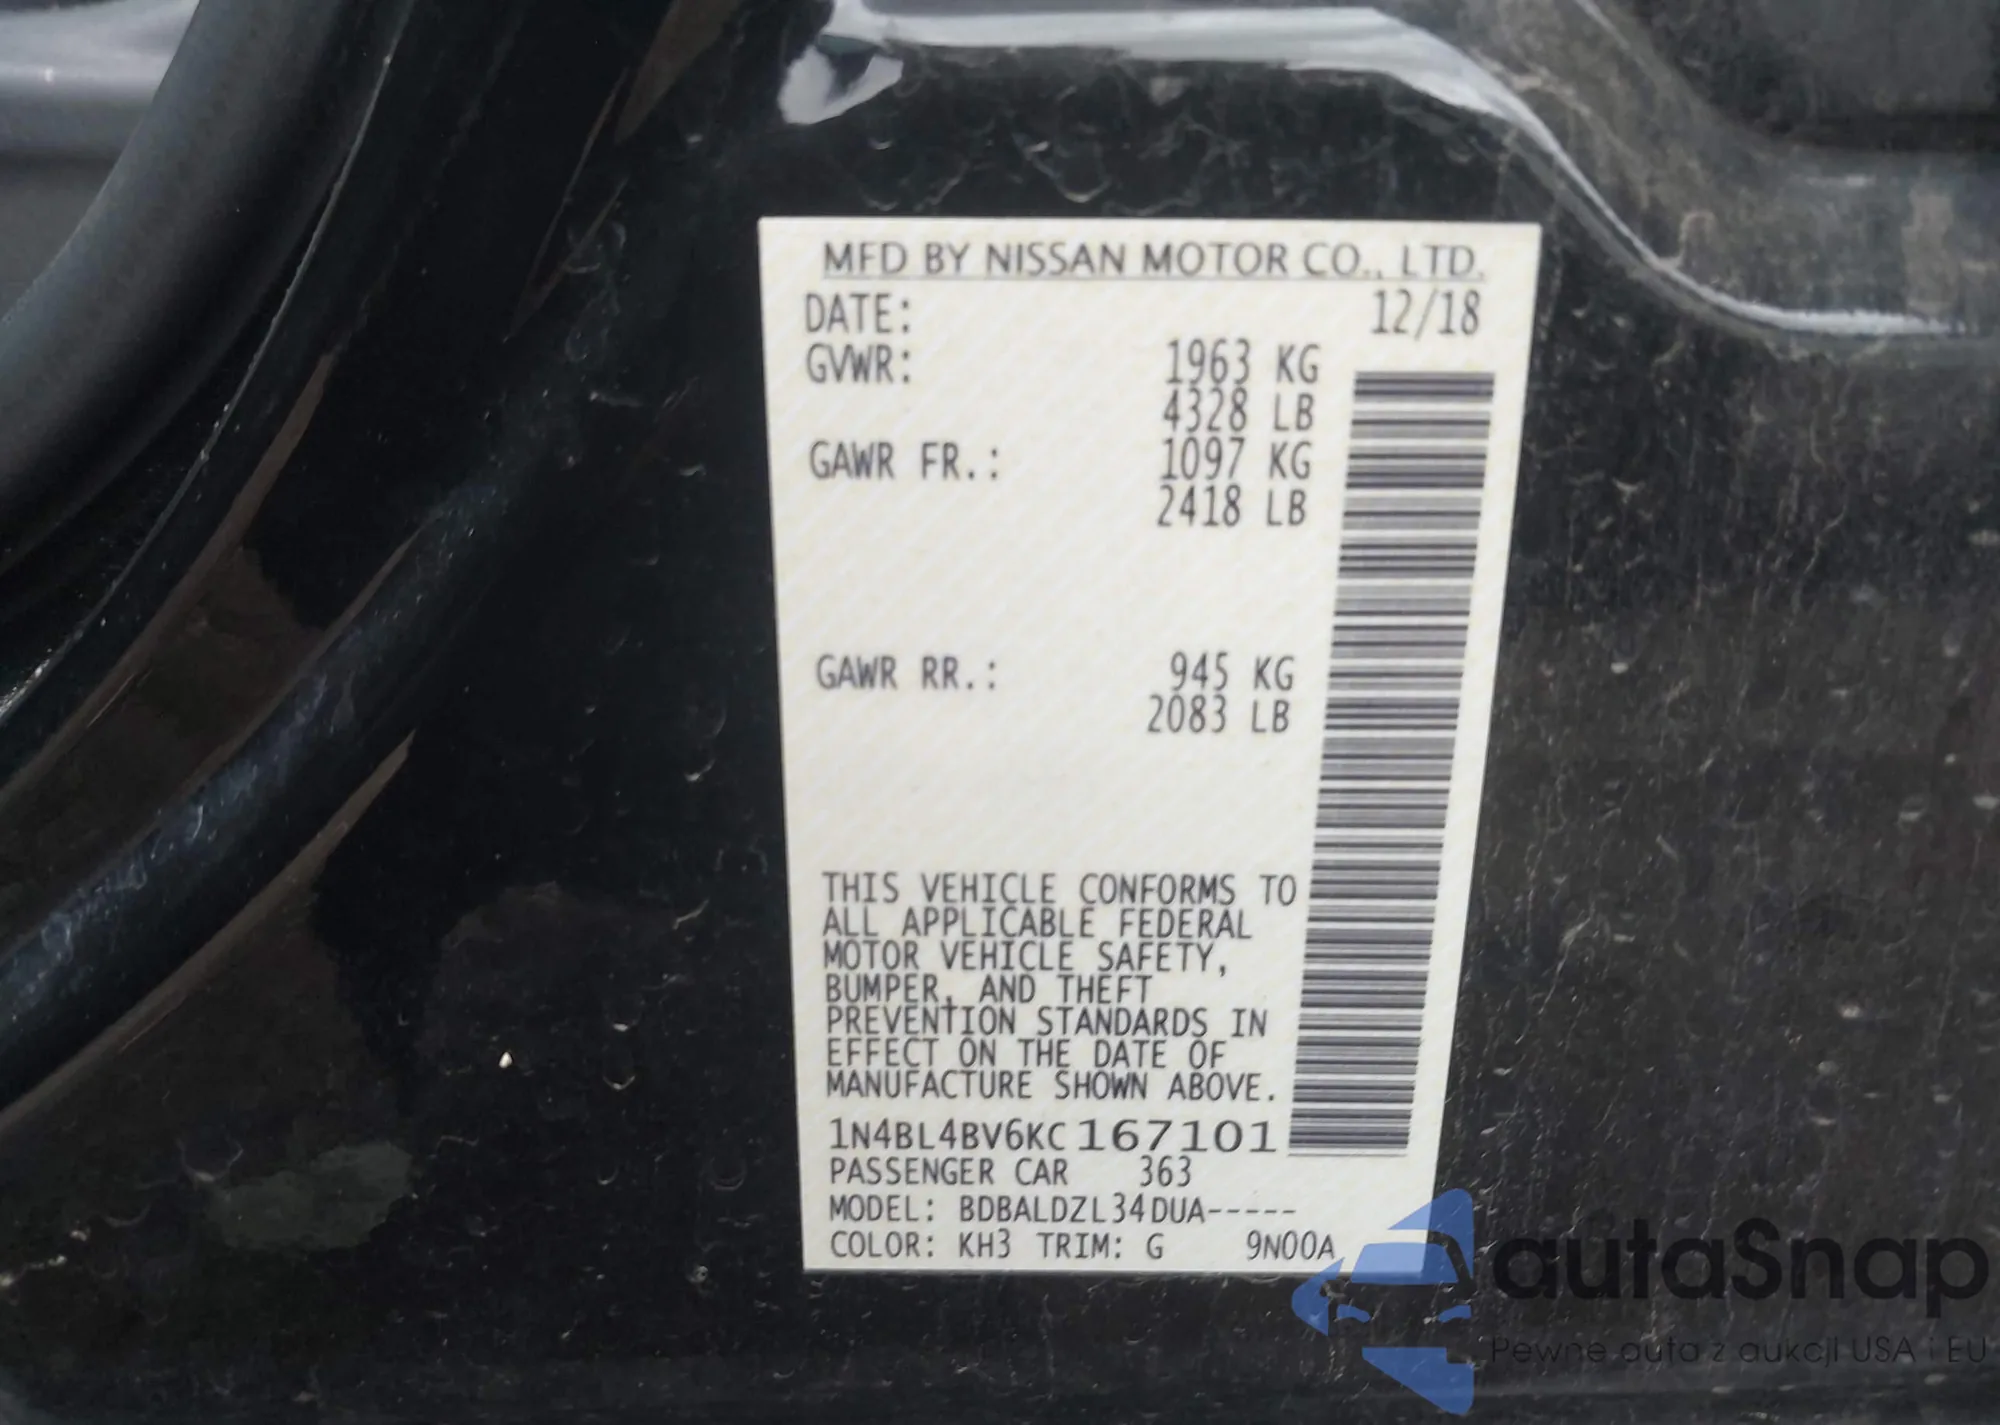 MFD BY NISSAN MOTOR CO., LTD.
DATE: 12/18
GVWR: 1963 KG
4328 LB
GAWR FR.: 1097 KG
2418 LB
GAWR RR.: 945 KG
2083 LB
THIS VEHICLE CONFORMS TO
ALL APPLICABLE FEDERAL
MOTOR VEHICLE SAFETY,
BUMPER, AND THEFT
PREVENTION STANDARDS IN
EFFECT ON THE DATE OF
MANUFACTURE SHOWN ABOVE.
1N4BL4BV6KC167101
PASSENGER CAR 363
MODEL: BDBALDZL34DUA-----
COLOR: KH3 TRIM: G 9N00A
autaSnap
Pewne auta z aukcji USA i EU